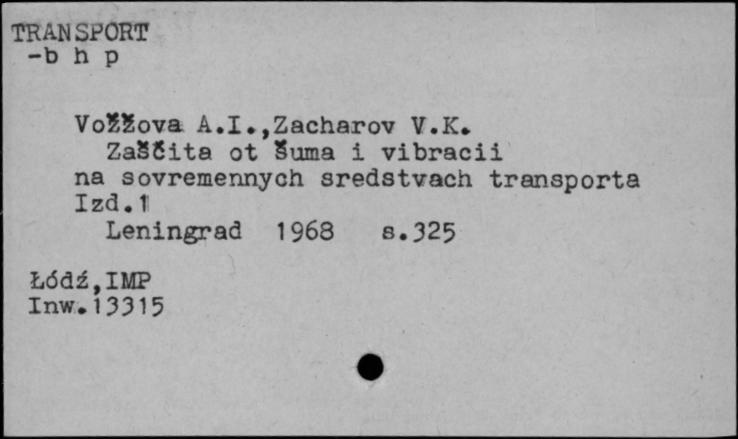 TRANSPORT
-b h p
Vožžova A.I.,Zacharov V.K.
Zaščita ot šuma i vibracii
na sovremennych sredstvach transporta
Izd.1
Leningrad 1968 s.325
Łódź,IMP
Inw.13315